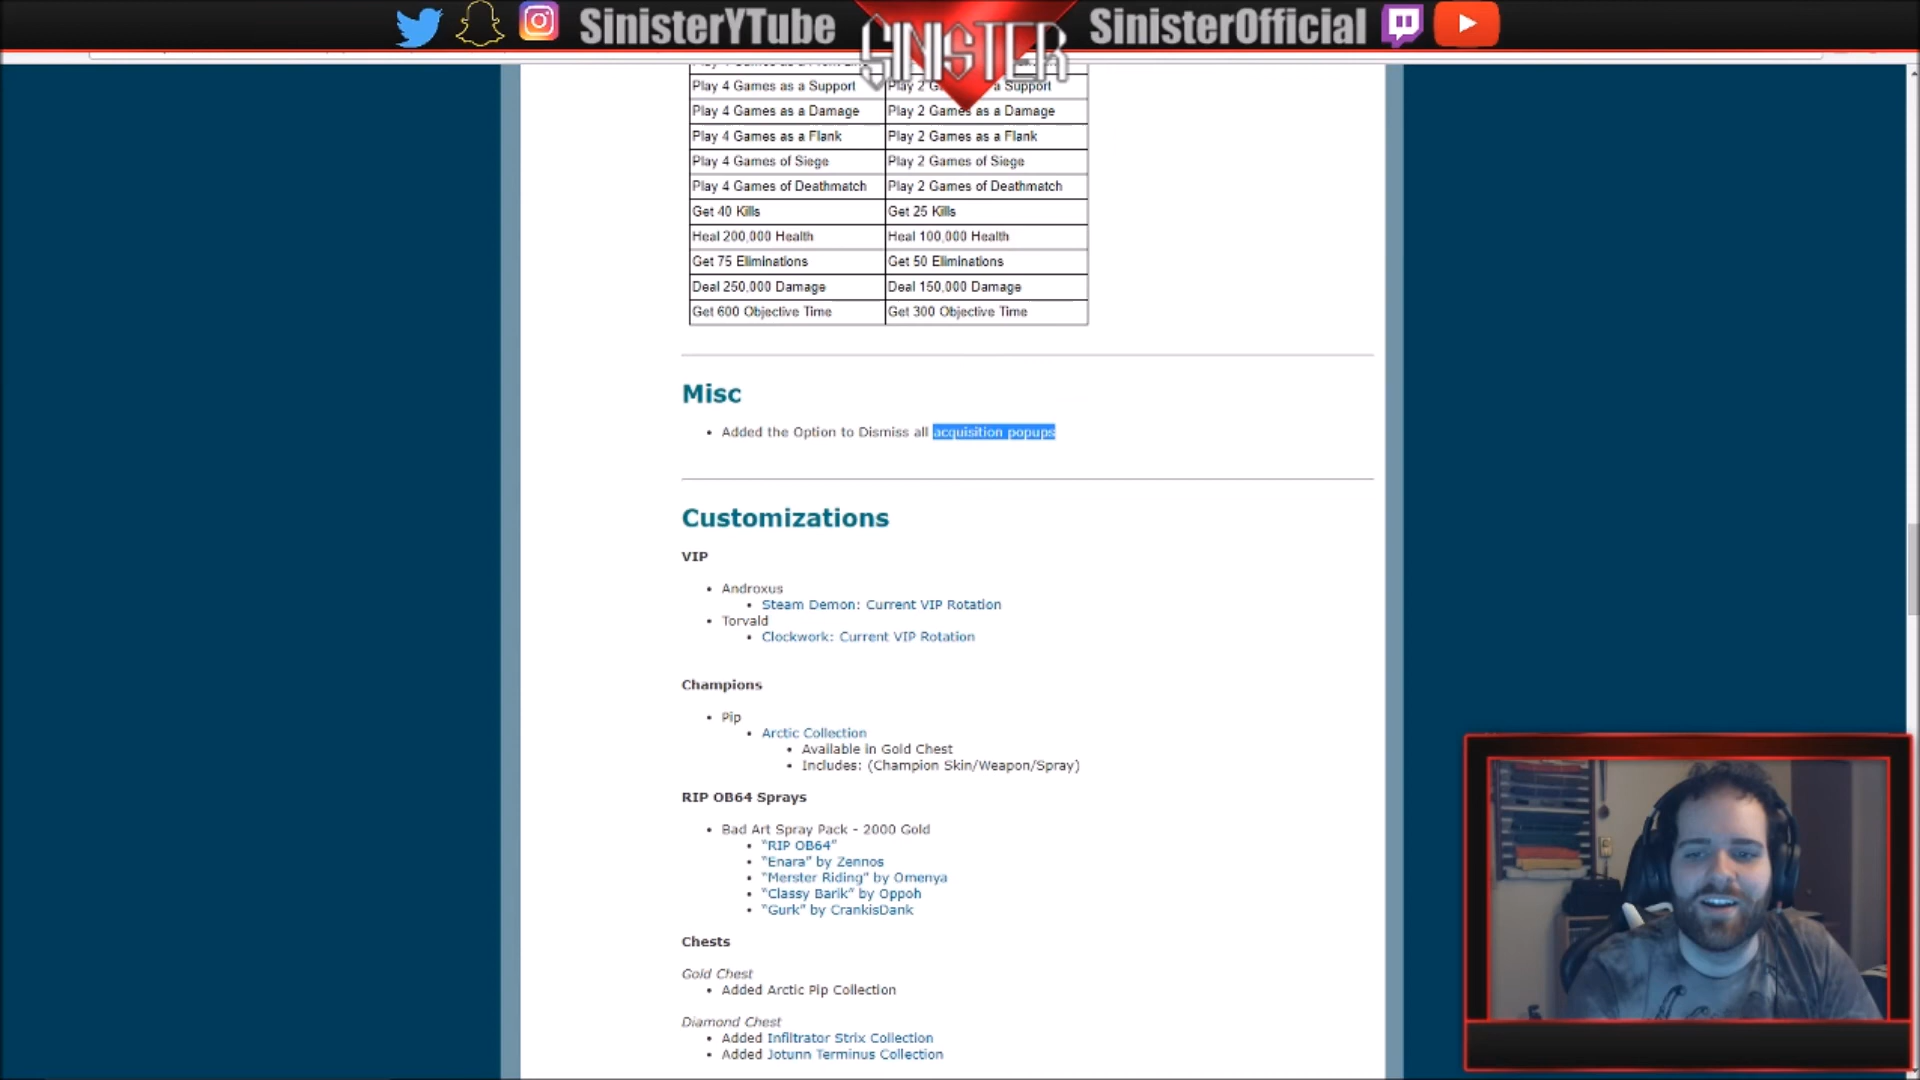 SinisterYTube SINISTER SinisterOfficial
Play 4 Games as a Support Play 2 a Support
Play 4 Games as a Damage Play 2 Games as a Damage
Play 4 Games as a Flank Play 2 Games as a Flank
Play 4 Games of Siege Play 2 Games of Siege
Play 4 Games of Deathmatch Play 2 Games of Deathmatch
Get 40 Kills Get 25 Kills
Heal 200,000 Health Heal 100,000 Health
Get 75 Eliminations Get 50 Eliminations
Deal 250,000 Damage Deal 150,000 Damage
Get 600 Objective Time Get 300 Objective Time
Misc
• Added the Option to Dismiss all acquisition popups
Customizations
VIP
• Androxus
• Steam Demon: Current VIP Rotation
• Torvald
• Clockwork: Current VIP Rotation
Champions
• Pip
• Arctic Collection
• Available in Gold Chest
• Includes: (Champion Skin/Weapon/Spray)
RIP OB64 Sprays
• Bad Art Spray Pack - 2000 Gold
• "RIP OB64"
• "Enara" by Zennos
• "Merster Riding" by Omenya
• "Classy Barik" by Oppoh
• "Gurk" by CrankisDank
Chests
Gold Chest
• Added Arctic Pip Collection
Diamond Chest
• Added Infiltrator Strix Collection
• Added Jotunn Terminus Collection